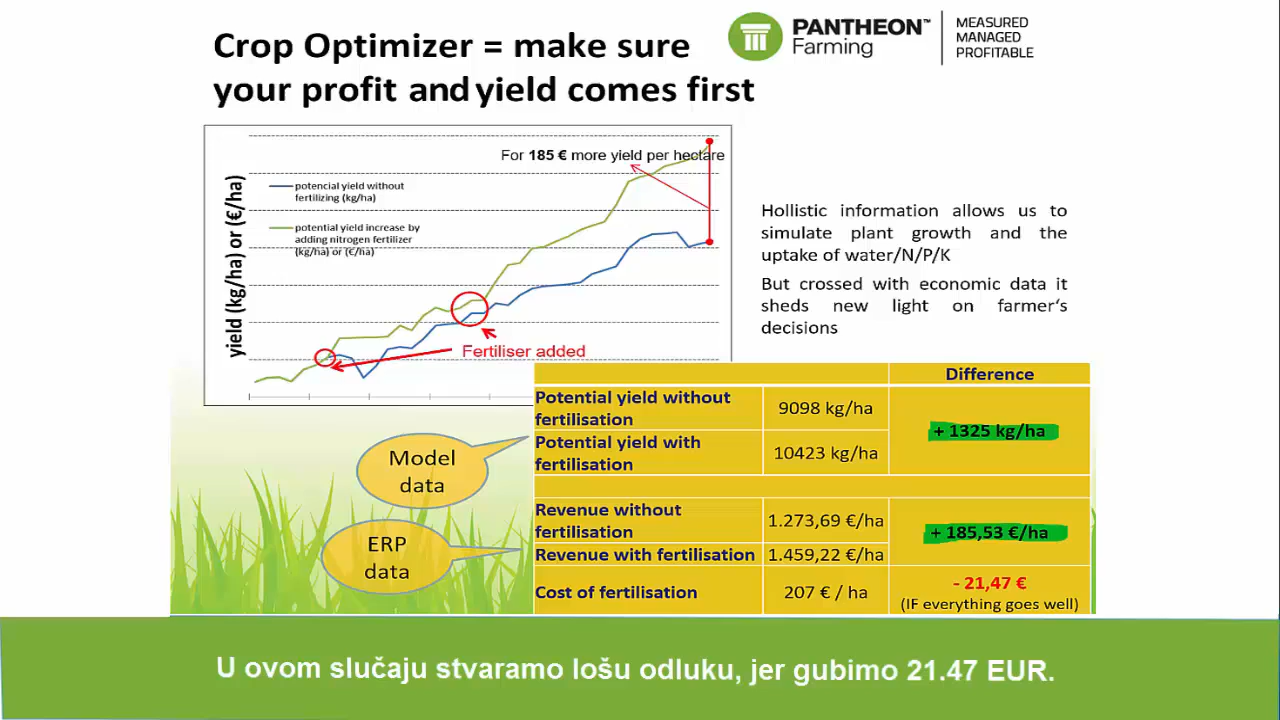 Crop Optimizer = make sure
your profit and yield comes first
PANTHEON™
Farming
MEASURED
MANAGED
PROFITABLE
yield (kg/ha) or (€/ha)
For 185 € more yield per hectare
potencial yield without
fertilizing (kg/ha)
potential yield increase by
adding nitrogen fertilizer
(kg/ha) or (€/ha)
Fertiliser added
Hollistic information allows us to
simulate plant growth and the
uptake of water/N/P/K
But crossed with economic data it
sheds new light on farmer‘s
decisions
Model
data
ERP
data
Difference
Potential yield without
fertilisation
9098 kg/ha
+ 1325 kg/ha
Potential yield with
fertilisation
10423 kg/ha
Revenue without
fertilisation
1.273,69 €/ha
+ 185,53 €/ha
Revenue with fertilisation
1.459,22 €/ha
Cost of fertilisation
207 € / ha
- 21,47 €
(IF everything goes well)
U ovom slučaju stvaramo lošu odluku, jer gubimo 21.47 EUR.